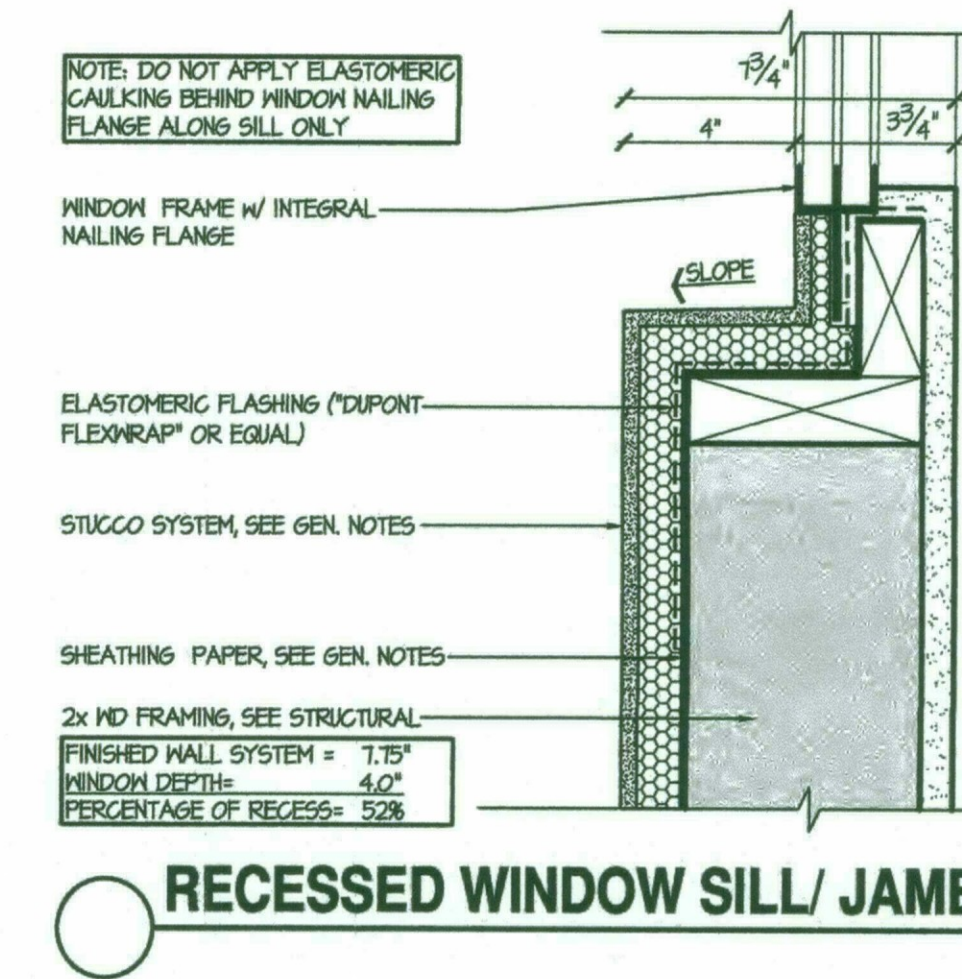 NOTE: DO NOT APPLY ELASTOMERIC
CAULKING BEHIND WINDOW NAILING
FLANGE ALONG SILL ONLY
7 3/4"
4"
3 3/4"
WINDOW FRAME w/ INTEGRAL
NAILING FLANGE
SLOPE
ELASTOMERIC FLASHING ("DUPONT
FLEXWRAP" OR EQUAL)
STUCCO SYSTEM, SEE GEN. NOTES
SHEATHING PAPER, SEE GEN. NOTES
2x WD FRAMING, SEE STRUCTURAL
FINISHED WALL SYSTEM = 7.75"
WINDOW DEPTH= 4.0"
PERCENTAGE OF RECESS= 52%
RECESSED WINDOW SILL/ JAMB